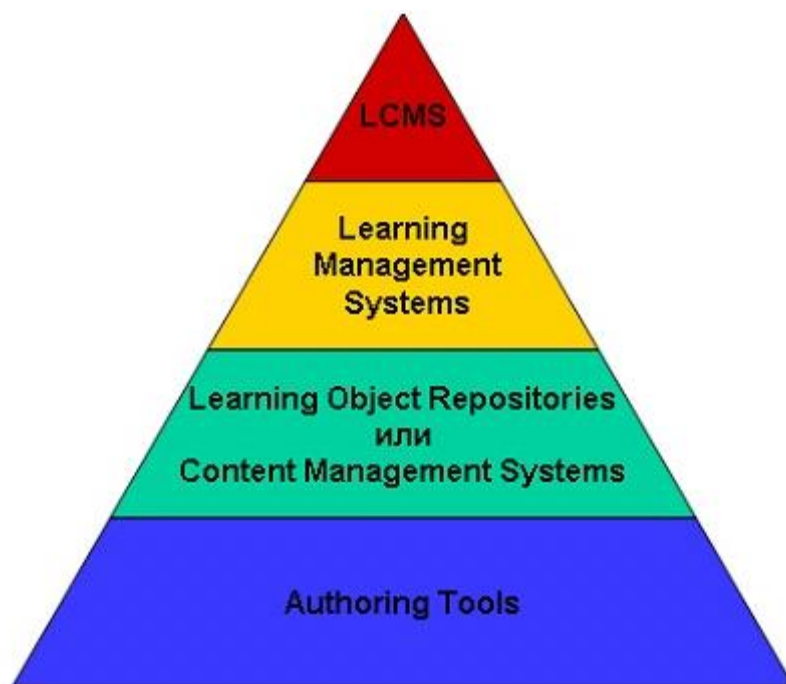 LCMS
Learning
Management
Systems
Learning Object Repositories
или
Content Management Systems
Authoring Tools